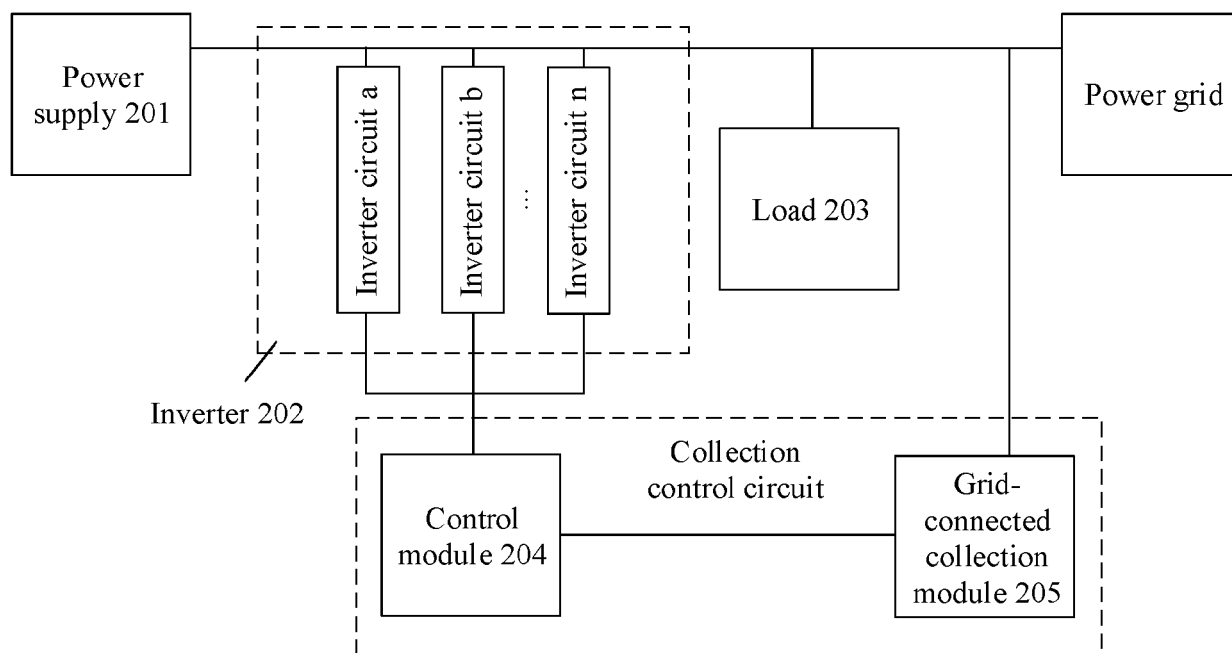 Power
supply 201
Inverter circuit a
Inverter circuit b
...
Inverter circuit n
Load 203
Power grid
Inverter 202
Collection
control circuit
Control
module 204
Grid-
connected
collection
module 205